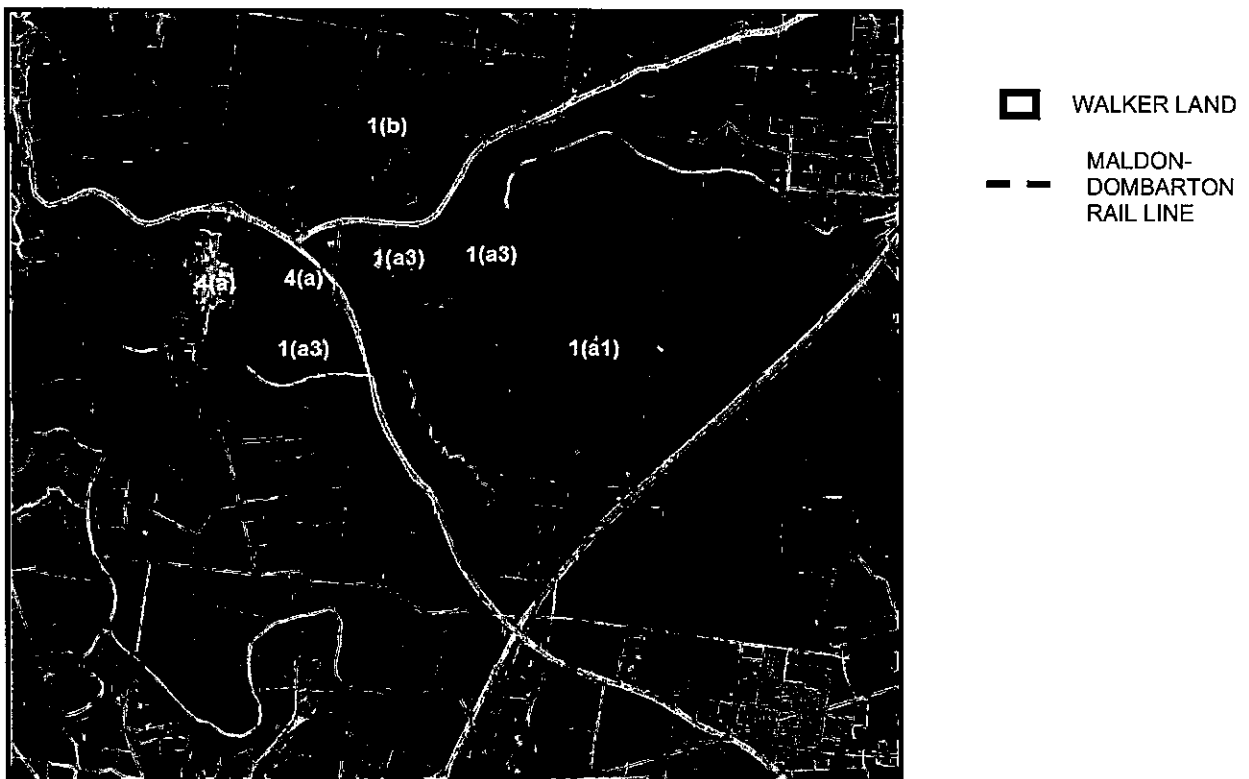 1(b)
1(a3)
1(a3)
4(a)
4(a)
1(a3)
1(a1)
WALKER LAND
MALDON-
DOMBARTON
RAIL LINE